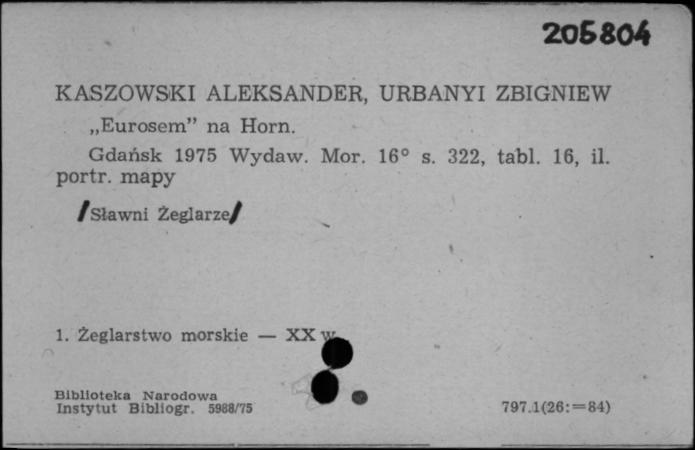 205804
KASZOWSKI ALEKSANDER, URBANYI ZBIGNIEW
„Eurosem” na Horn.
Gdańsk 1975 Wydaw. Mor. 16° s. 322, tabl. 16, il.
portr. mapy
/Sławni Żeglarze/
1. Żeglarstwo morskie — XX w.
Biblioteka Narodowa
Instytut Bibliogr. 5988/75
797.1(26:=84)